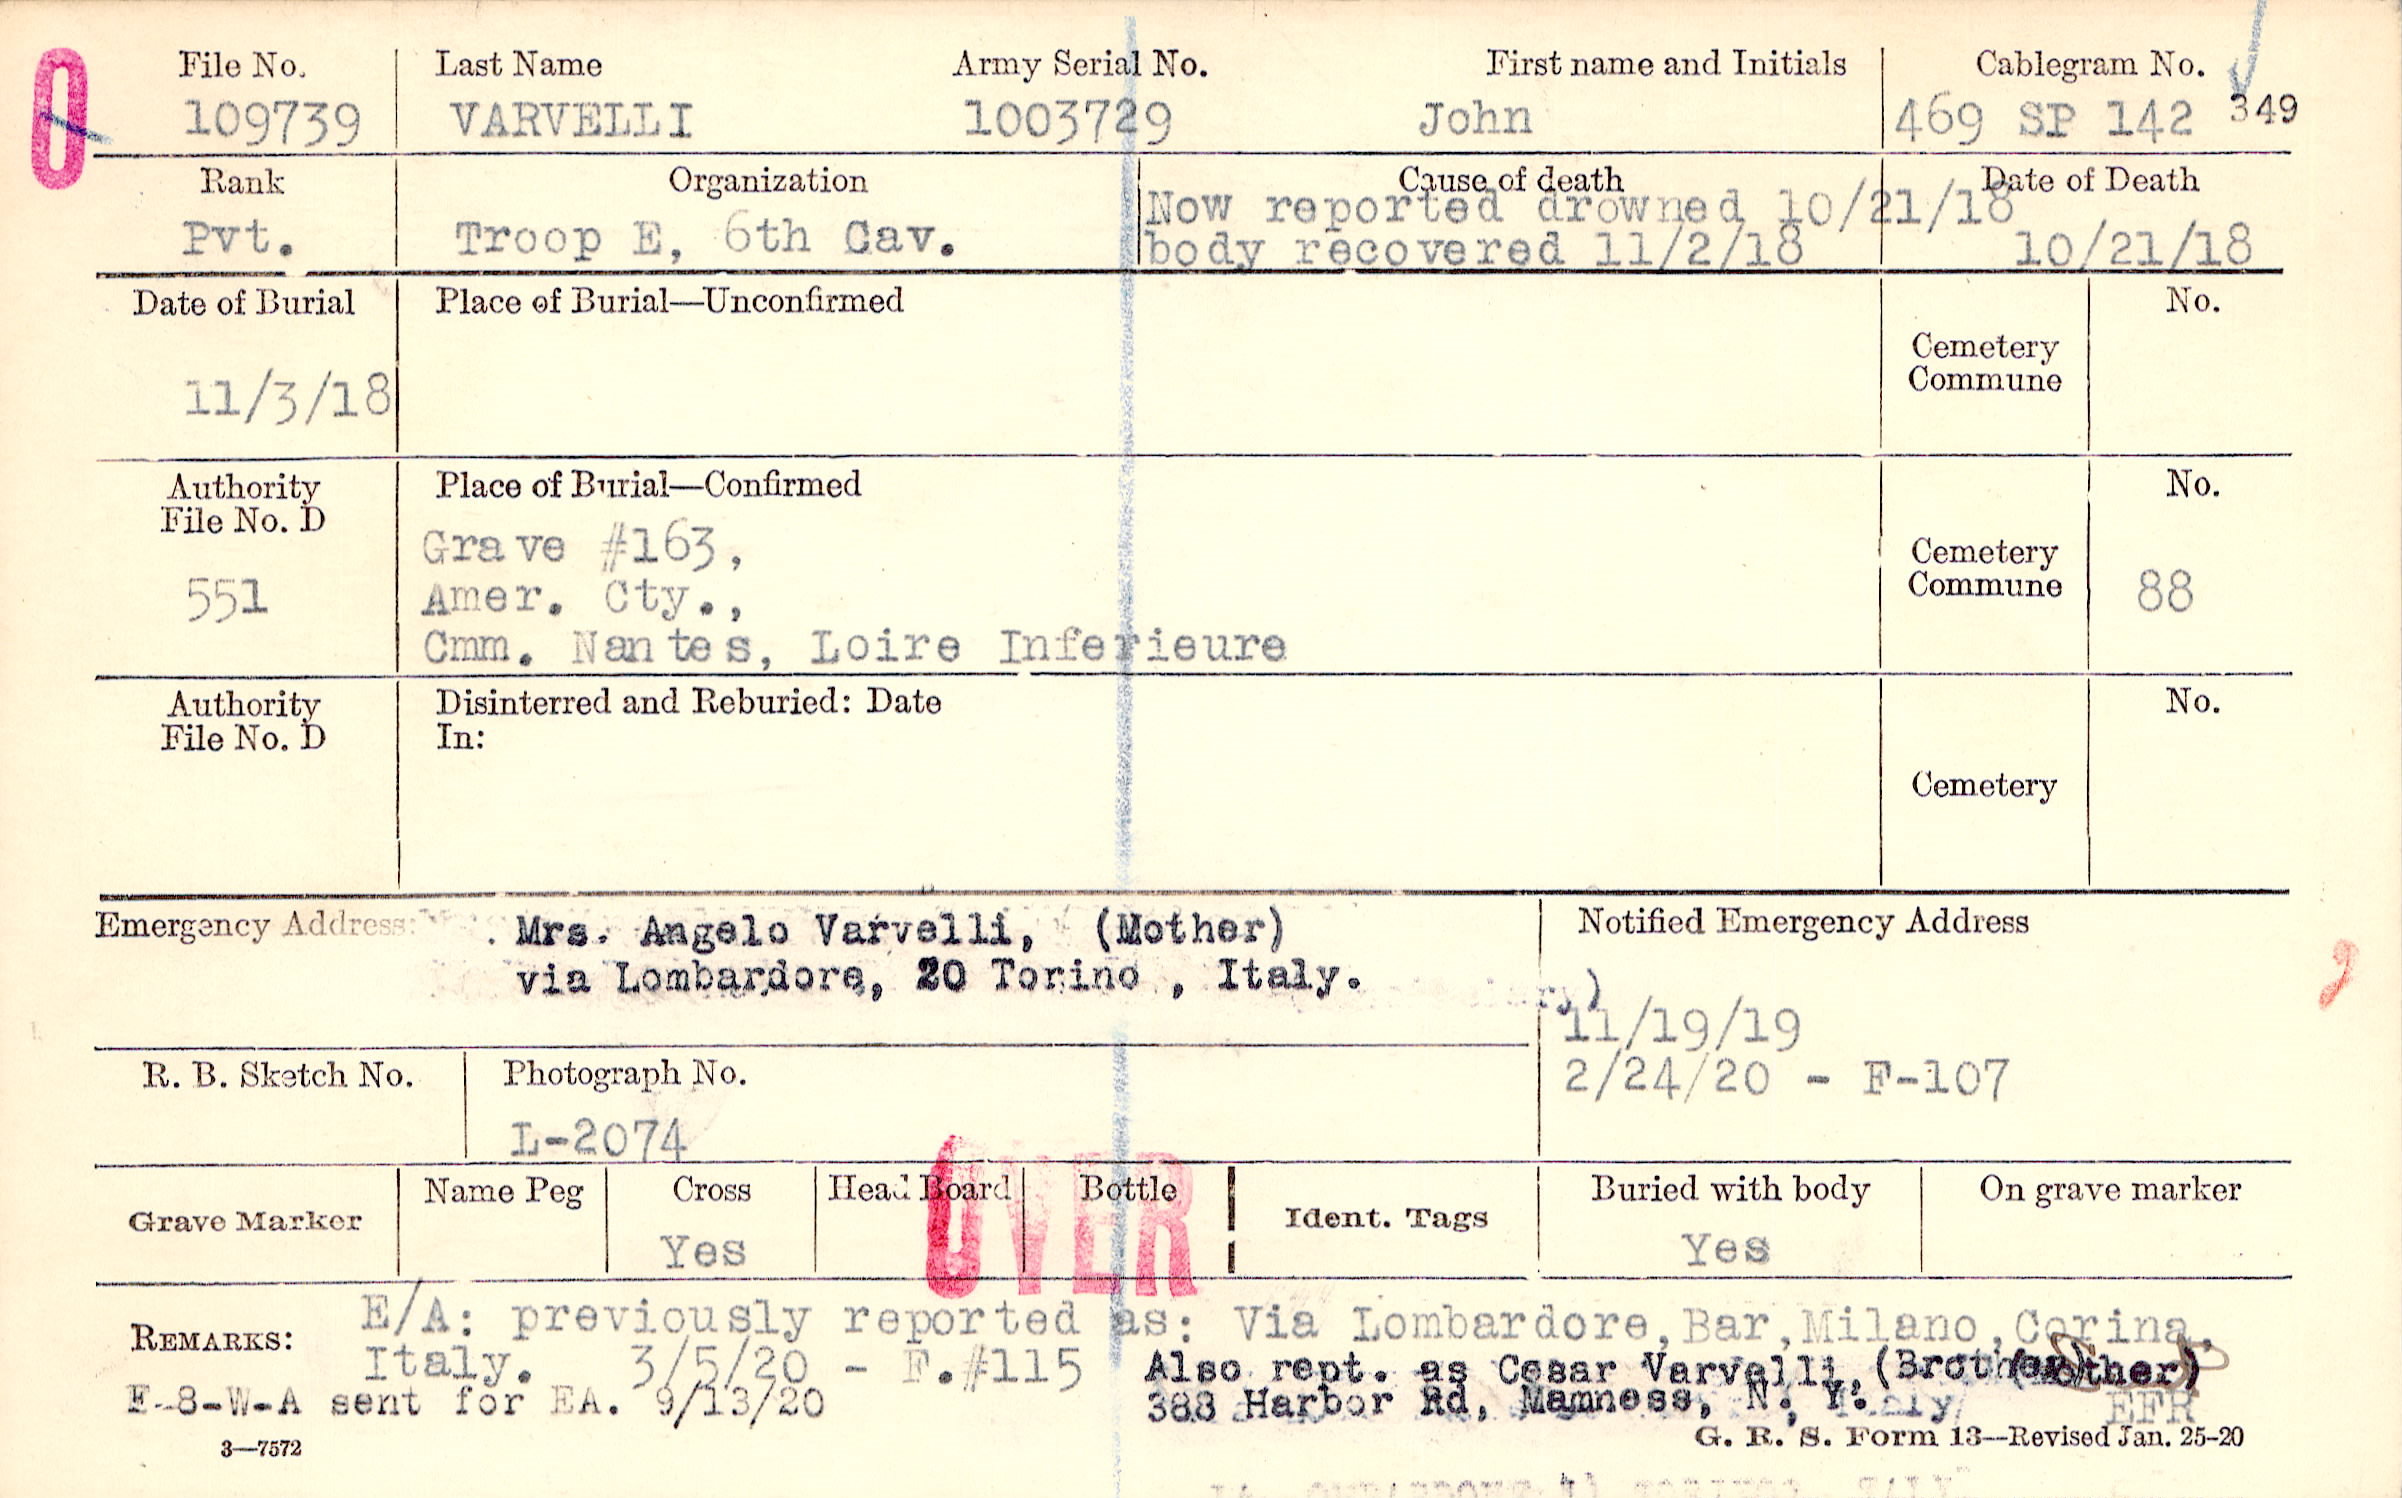 O
File No. Last Name Army Serial No. First name and Initials Cablegram No.
109739 VARVELLI 1003729 John 469 SP 142 349
Rank Organization Cause of death Date of Death
Pvt. Troop E, 6th Cav. Now reported drowned 10/21/18
body recovered 11/2/18 10/21/18
Date of Burial Place of Burial—Unconfirmed No.
Cemetery
Commune
11/3/18
Authority Place of Burial—Confirmed No.
File No. D
Grave #163,
Cemetery
551 Amer. Cty., Commune 88
Cmm. Nantes, Loire Inferieure
Authority Disinterred and Reburied: Date No.
File No. D In:
Cemetery
Emergency Address: Mrs. Angelo Varvelli, (Mother) Notified Emergency Address
via Lombardore, 20 Torino , Italy.
11/19/19
2/24/20 - F-107
R. B. Sketch No. Photograph No.
L-2074
OVER
Grave Marker Name Peg Cross Head Board Bottle Ident. Tags Buried with body On grave marker
Yes Yes
REMARKS: E/A: previously reported as: Via Lombardore,Bar,Milano,Corina,
Italy. 3/5/20 - F.#115 Also rept. as Cesar Varvelli, (Brother)
F-8-W-A sent for EA. 9/13/20 388 Harbor Rd, Mamness, N. Y. EFR
3—7572 G. R. S. Form 13—Revised Jan. 25-20